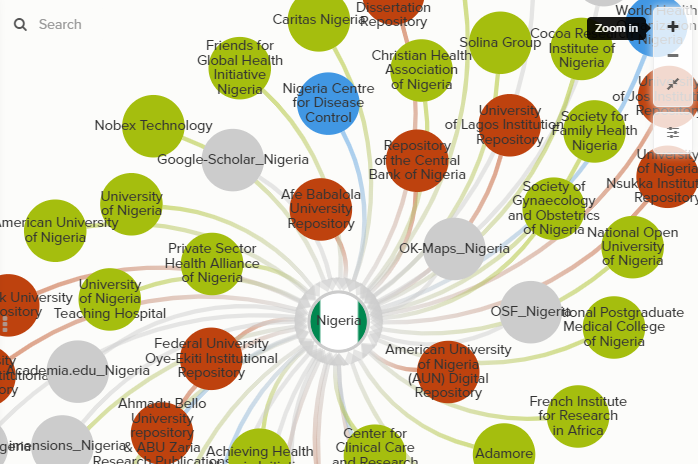 Search
Zoom in
Dissertation
Repository
Caritas Nigeria
Friends for
Global Health
Initiative
Nigeria
Christian Health
Association
of Nigeria
Solina Group
Cocoa
Institute of
Nigeria
World Health
Nigeria
Nigeria Centre
for Disease
Control
Nobex Technology
Google-Scholar_Nigeria
University
of Lagos Institution
Repository
Society for
Family Health
Nigeria
of Jos
Repository
of the Central
Bank of Nigeria
University
of Nigeria
Nsukka
Repository
Afe Babalola
University
Repository
University
of Nigeria
American University
of Nigeria
Society of
Gynaecology
and Obstetrics
of Nigeria
National Open
University
of Nigeria
OK-Maps_Nigeria
Private Sector
Health Alliance
of Nigeria
University
of Nigeria
Teaching Hospital
k University
ository
Nigeria
OSF_Nigeria
onal Postgraduate
Medical College
of Nigeria
Federal University
Oye-Ekiti Institutional
Repository
American University
of Nigeria
(AUN) Digital
Repository
Academia.edu_Nigeria
French Institute
for Research
in Africa
Ahmadu Bello
University
repository
& ABU Zaria
Research Publications
mensions_Nigeria
Achieving Health
Center for
Clinical Care
and Research
Adamore